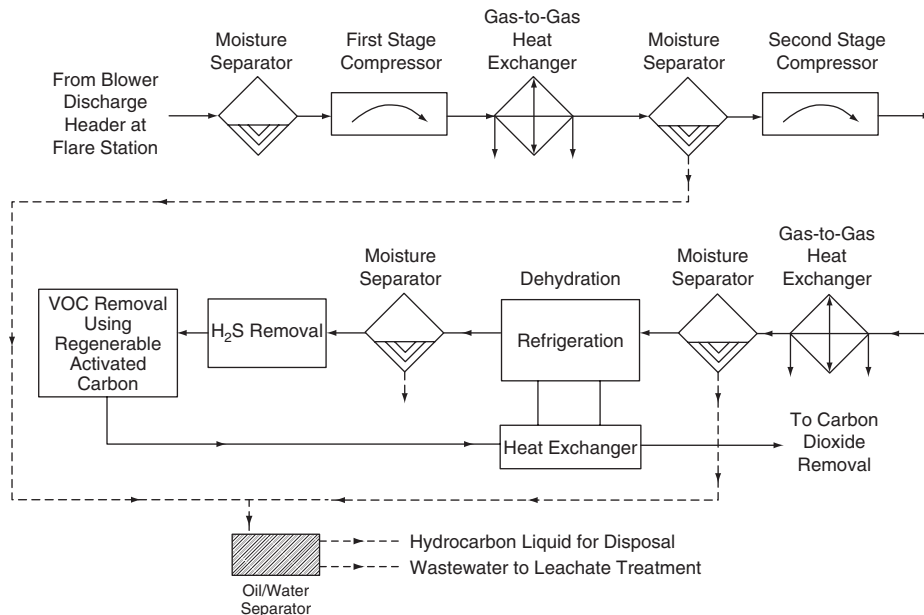 Moisture
Separator
First Stage
Compressor
Gas-to-Gas
Heat
Exchanger
Moisture
Separator
Second Stage
Compressor
From Blower
Discharge
Header at
Flare Station
VOC Removal
Using
Regenerable
Activated
Carbon
H₂S Removal
Moisture
Separator
Dehydration
Refrigeration
Moisture
Separator
Gas-to-Gas
Heat
Exchanger
Heat Exchanger
To Carbon
Dioxide
Removal
Hydrocarbon Liquid for Disposal
Wastewater to Leachate Treatment
Oil/Water
Separator